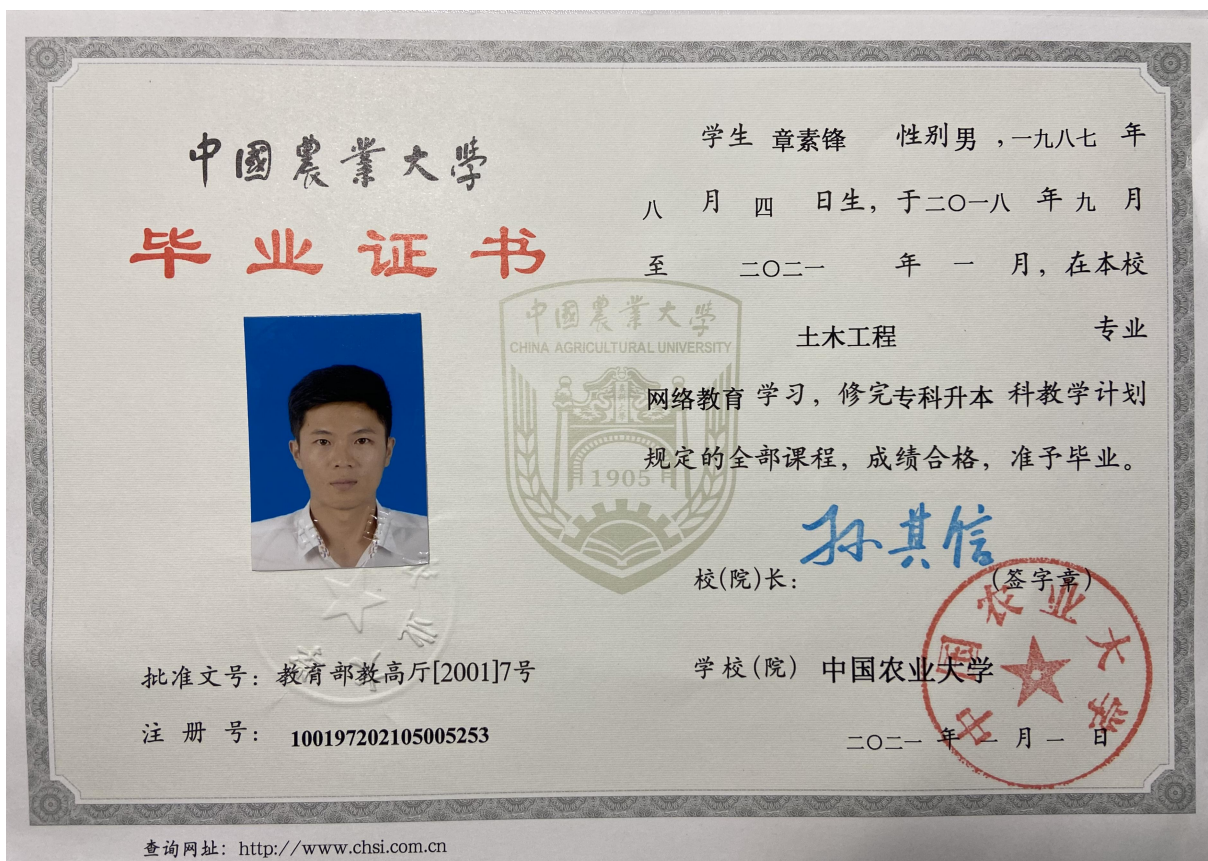 中國農業大學
毕业证书
批准文号：教育部教高厅[2001]7号
注 册 号： 100197202105005253
学生 章素锋 性别 男 ，一九八七 年
八 月 四 日生，于二〇一八 年 九 月
至 二〇二一 年 一 月，在本校
土木工程 专业
网络教育 学习，修完专科升本 科教学计划
规定的全部课程，成绩合格，准予毕业。
孙其信
校(院)长： (签字章)
学校(院) 中国农业大学
二〇二一 年 一 月 一 日
中国农业大学
中國農業大學
CHINA AGRICULTURAL UNIVERSITY
1905
查询网址：http://www.chsi.com.cn